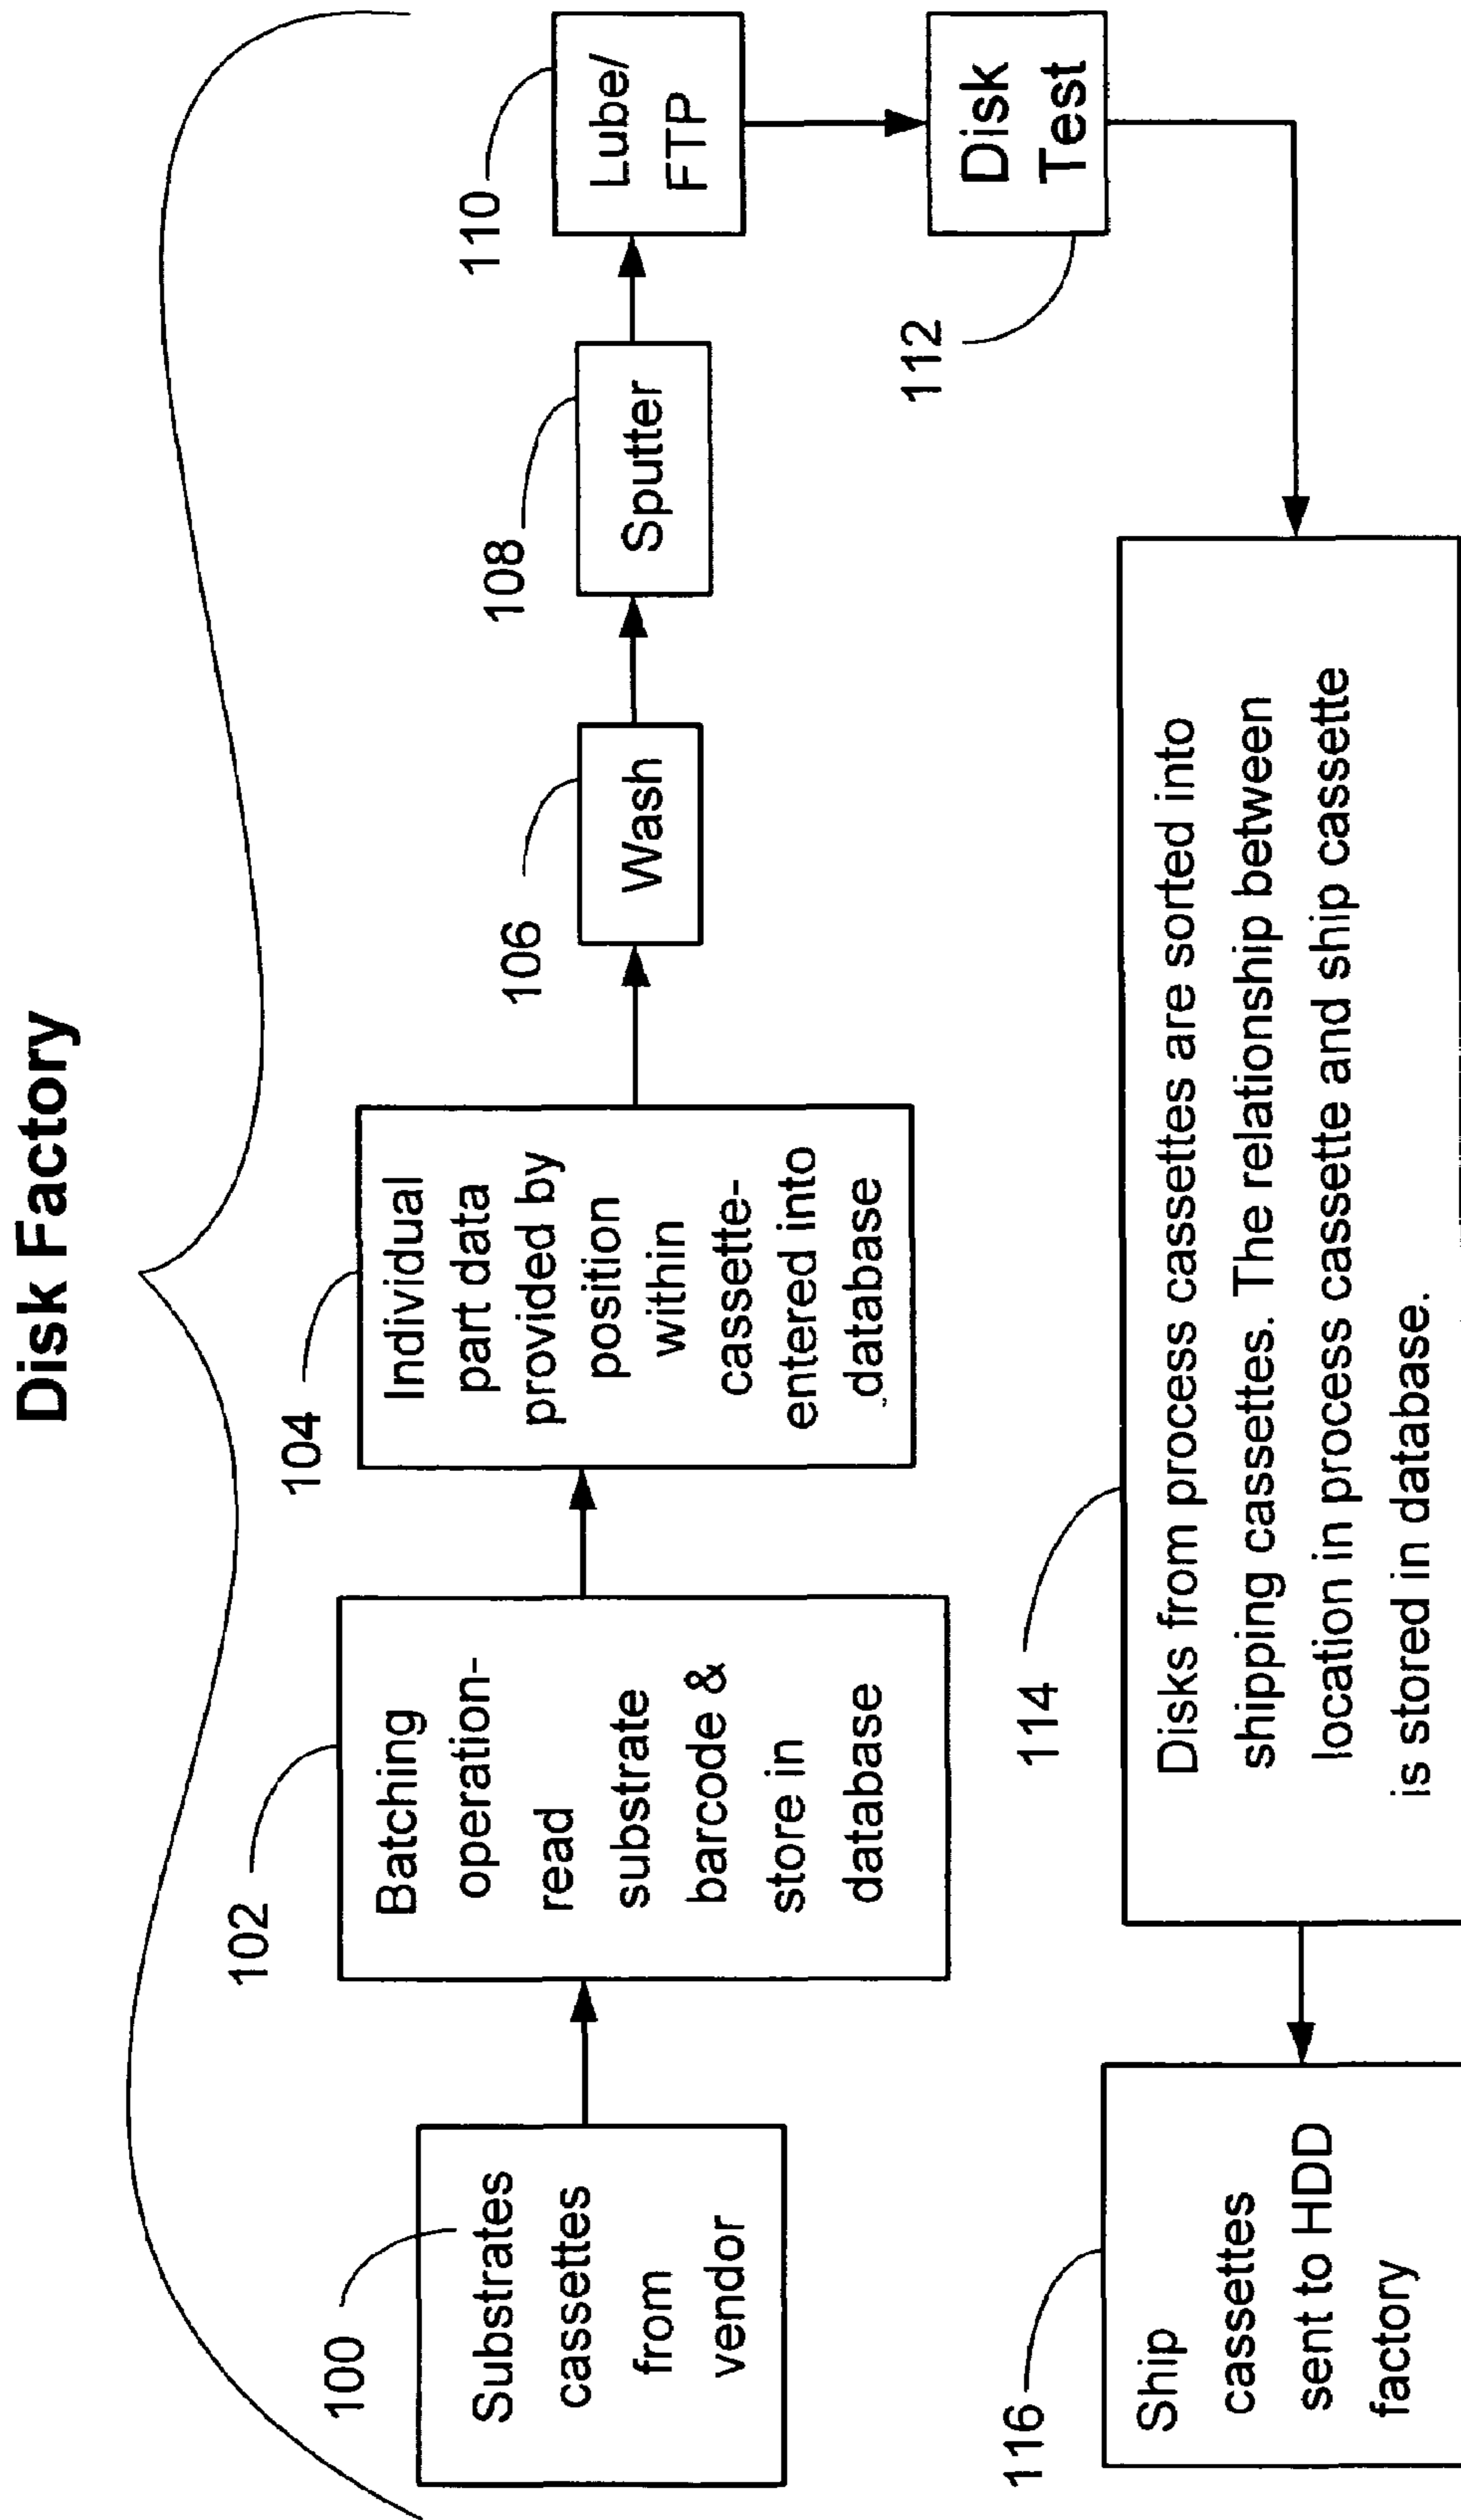 Disk Factory
100
Substrates
cassettes
from
vendor
102
Batching
operation-
read
substrate
barcode &
store in
database
104
Individual
part data
provided by
position
within
cassette-
entered into
database
106
Wash
108
Sputter
110
Lube/
FTP
112
Disk
Test
114
Disks from process cassettes are sorted into
shipping cassettes. The relationship between
location in process cassette and ship cassette
is stored in database.
116
Ship
cassettes
sent to HDD
factory